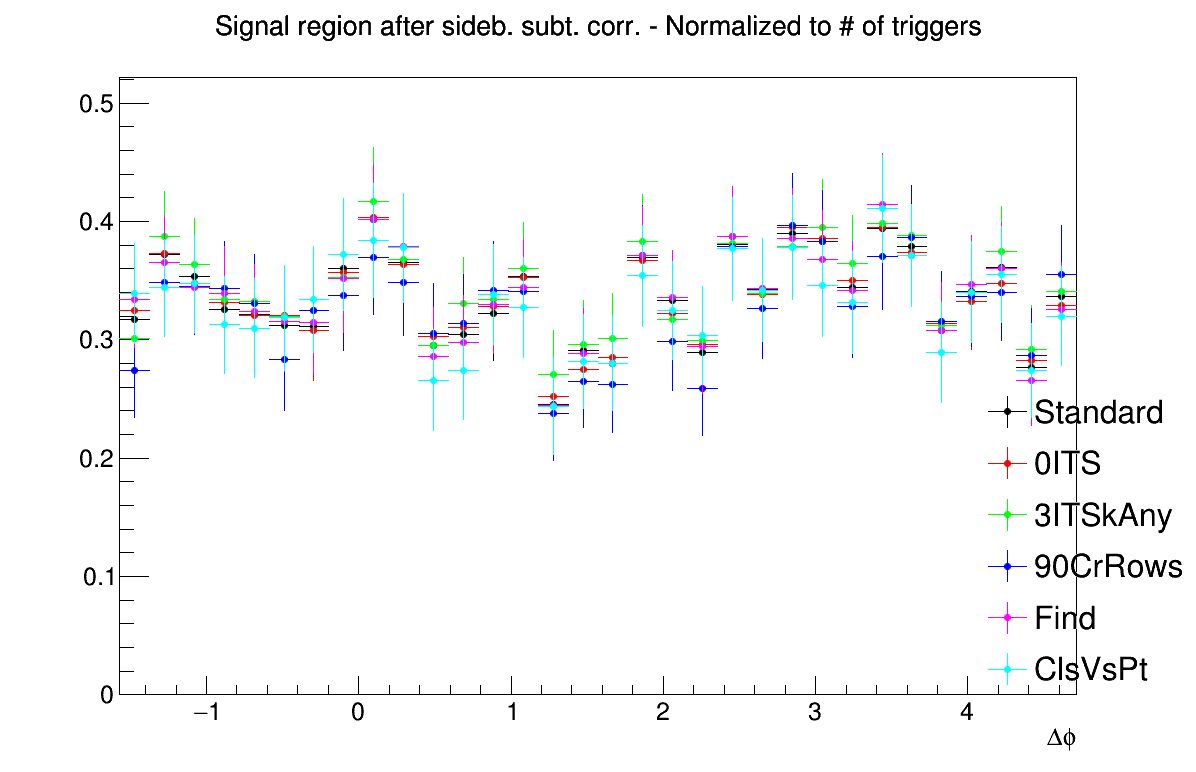 Signal region after sideb. subt. corr. - Normalized to # of triggers
0.5
0.4
0.3
0.2
0.1
0
−1 0 1 2 3 4
Δϕ
Standard
0ITS
3ITSkAny
90CrRows
Find
ClsVsPt